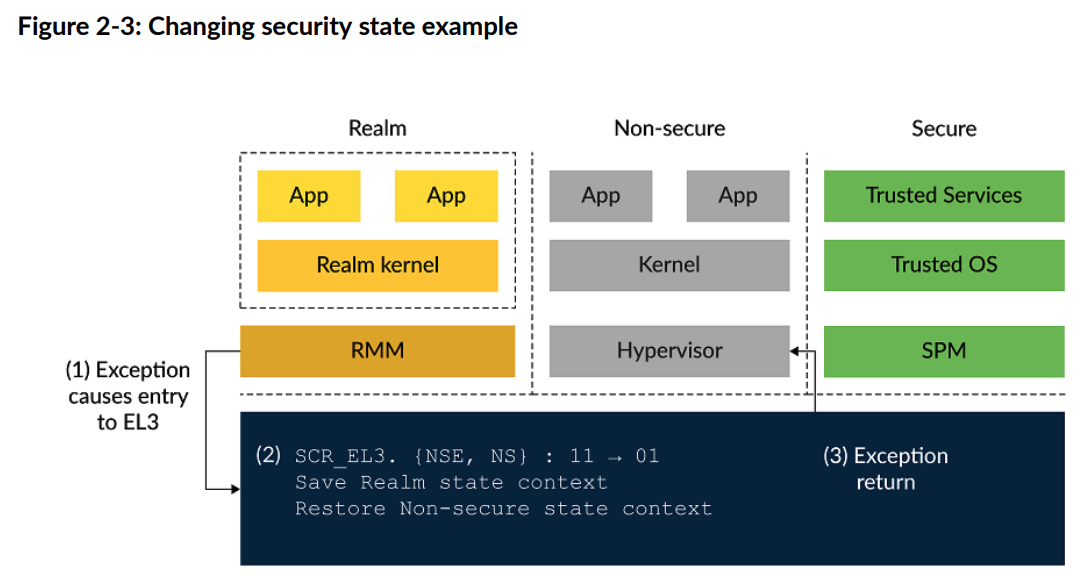 Figure 2-3: Changing security state example
Realm
Non-secure
Secure
App
App
App
App
Trusted Services
Realm kernel
Kernel
Trusted OS
RMM
Hypervisor
SPM
(1) Exception
causes entry
to EL3
(2) SCR_EL3. {NSE, NS} : 11 → 01
Save Realm state context
Restore Non-secure state context
(3) Exception
return